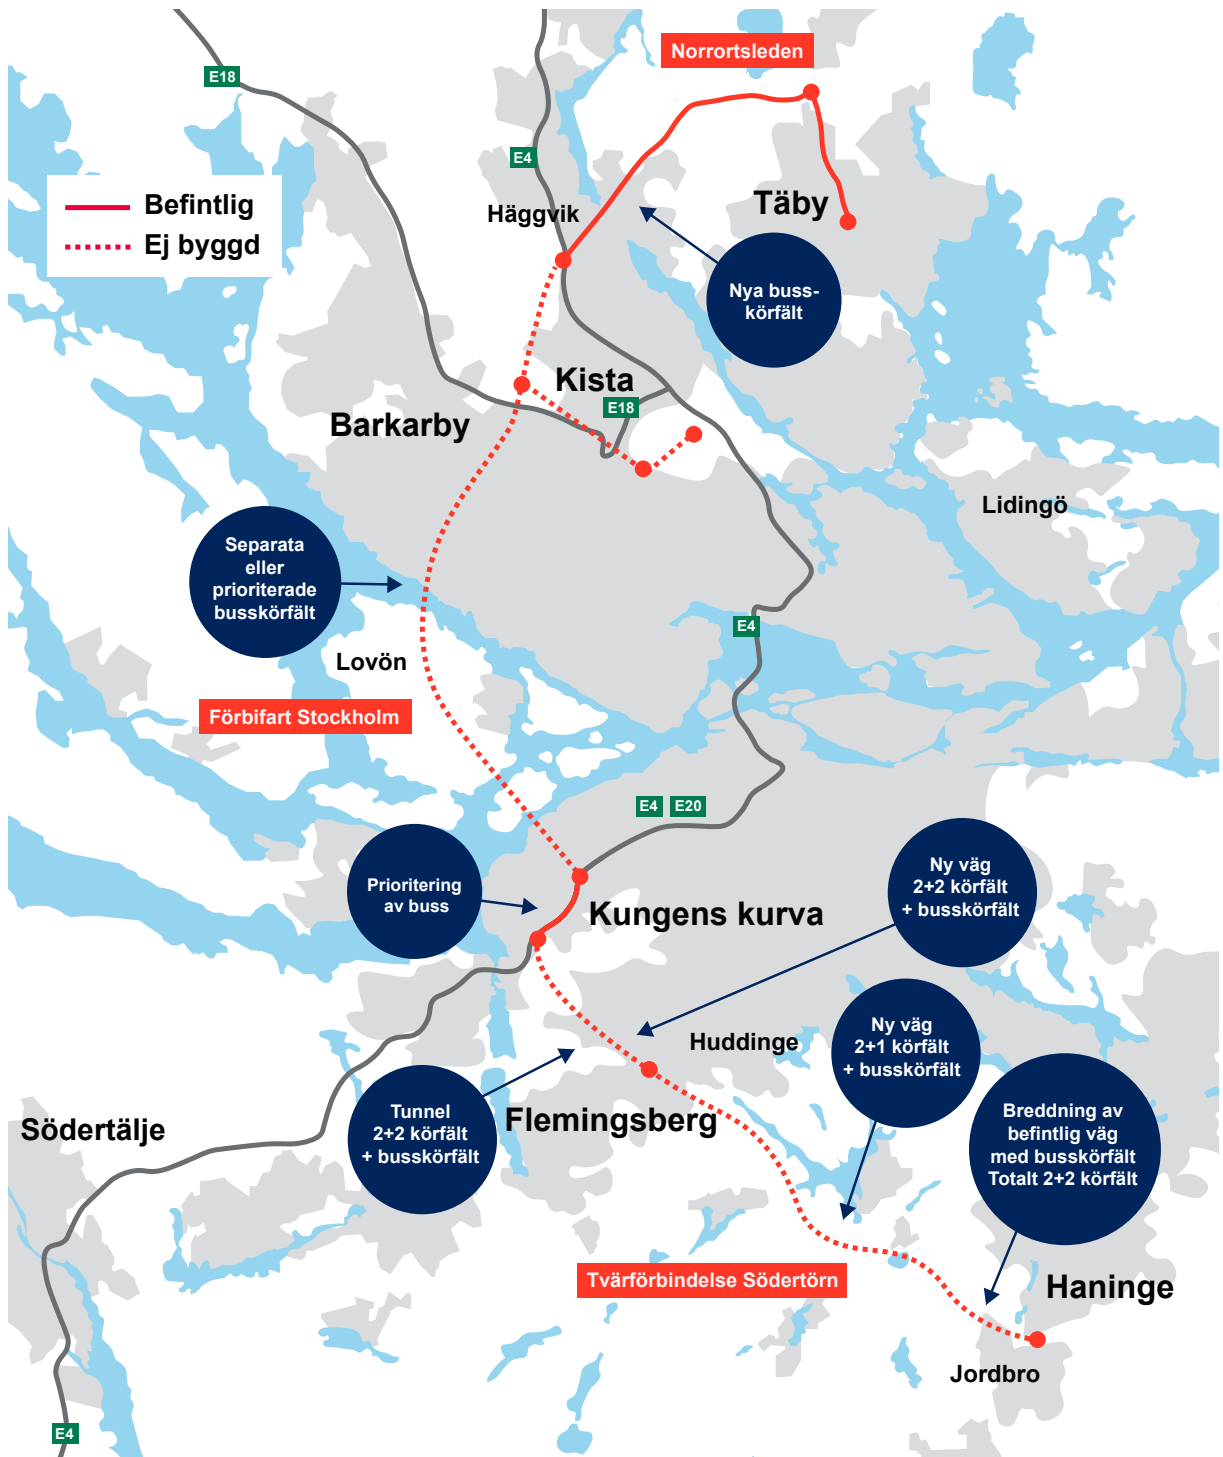 Norrortsleden
E18
E4
Befintlig
Ej byggd
Häggvik
Täby
Nya buss-
körfält
Kista
E18
Barkarby
Lidingö
Separata
eller
prioriterade
busskörfält
E4
Lovön
Förbifart Stockholm
E4 E20
Prioritering
av buss
Kungens kurva
Ny väg
2+2 körfält
+ busskörfält
Ny väg
2+1 körfält
+ busskörfält
Huddinge
Tunnel
2+2 körfält
+ busskörfält
Flemingsberg
Södertälje
Breddning av
befintlig väg
med busskörfält
Totalt 2+2 körfält
Tvärförbindelse Södertörn
Haninge
Jordbro
E4